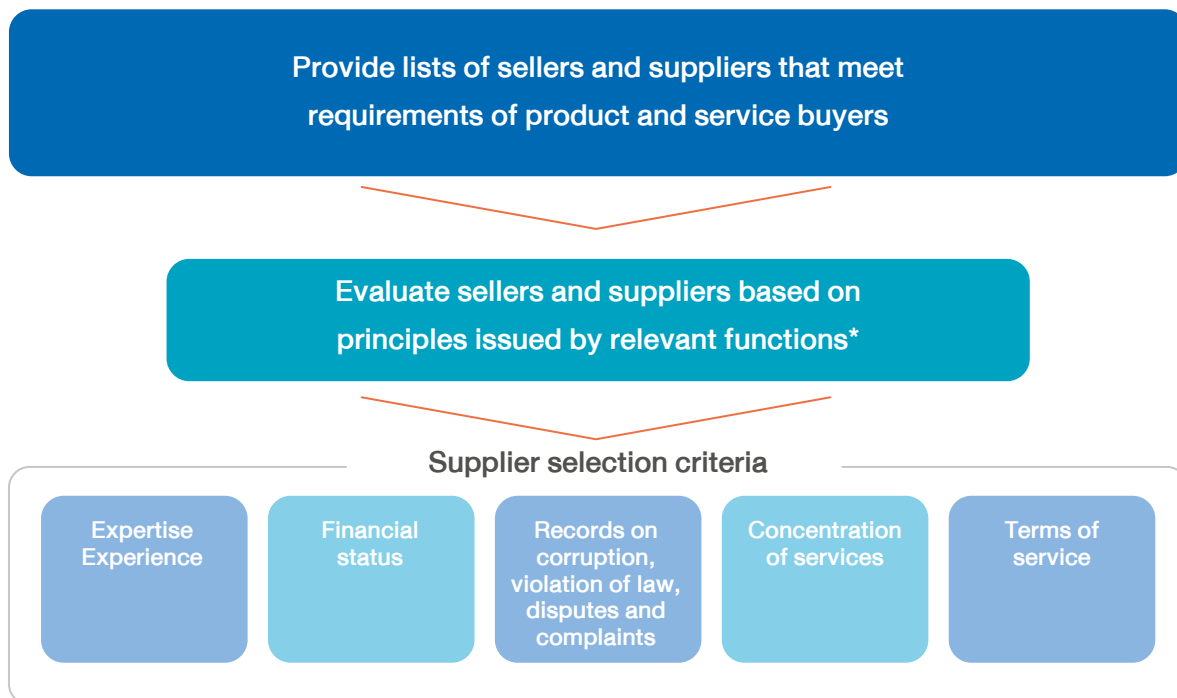 Provide lists of sellers and suppliers that meet
requirements of product and service buyers
Evaluate sellers and suppliers based on
principles issued by relevant functions*
Supplier selection criteria
Expertise
Experience
Financial
status
Records on
corruption,
violation of law,
disputes and
complaints
Concentration
of services
Terms of
service